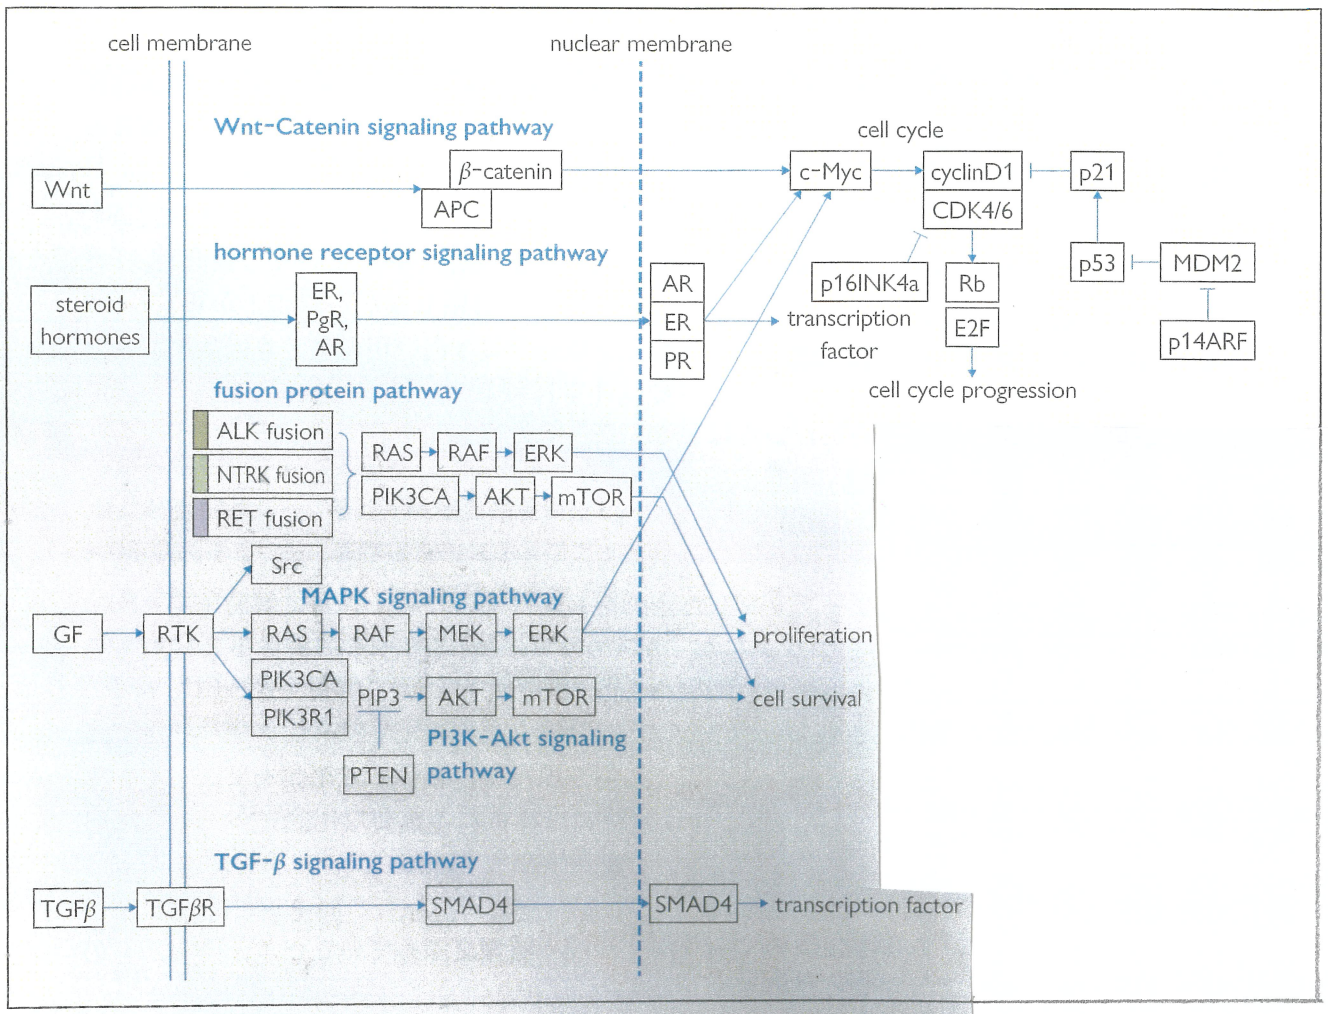 cell membrane
nuclear membrane
Wnt-Catenin signaling pathway
cell cycle
Wnt
β-catenin
APC
c-Myc
cyclinD1
CDK4/6
p21
hormone receptor signaling pathway
p53
MDM2
p16INK4a
Rb
E2F
p14ARF
cell cycle progression
steroid
hormones
ER,
PgR,
AR
AR
ER
PR
transcription
factor
fusion protein pathway
ALK fusion
NTRK fusion
RET fusion
RAS
RAF
ERK
PIK3CA
AKT
mTOR
Src
MAPK signaling pathway
GF
RTK
RAS
RAF
MEK
ERK
proliferation
PIK3CA
PIK3R1
PIP3
AKT
mTOR
cell survival
PTEN
PI3K-Akt signaling
pathway
TGF-β signaling pathway
TGFβ
TGFβR
SMAD4
SMAD4
transcription factor